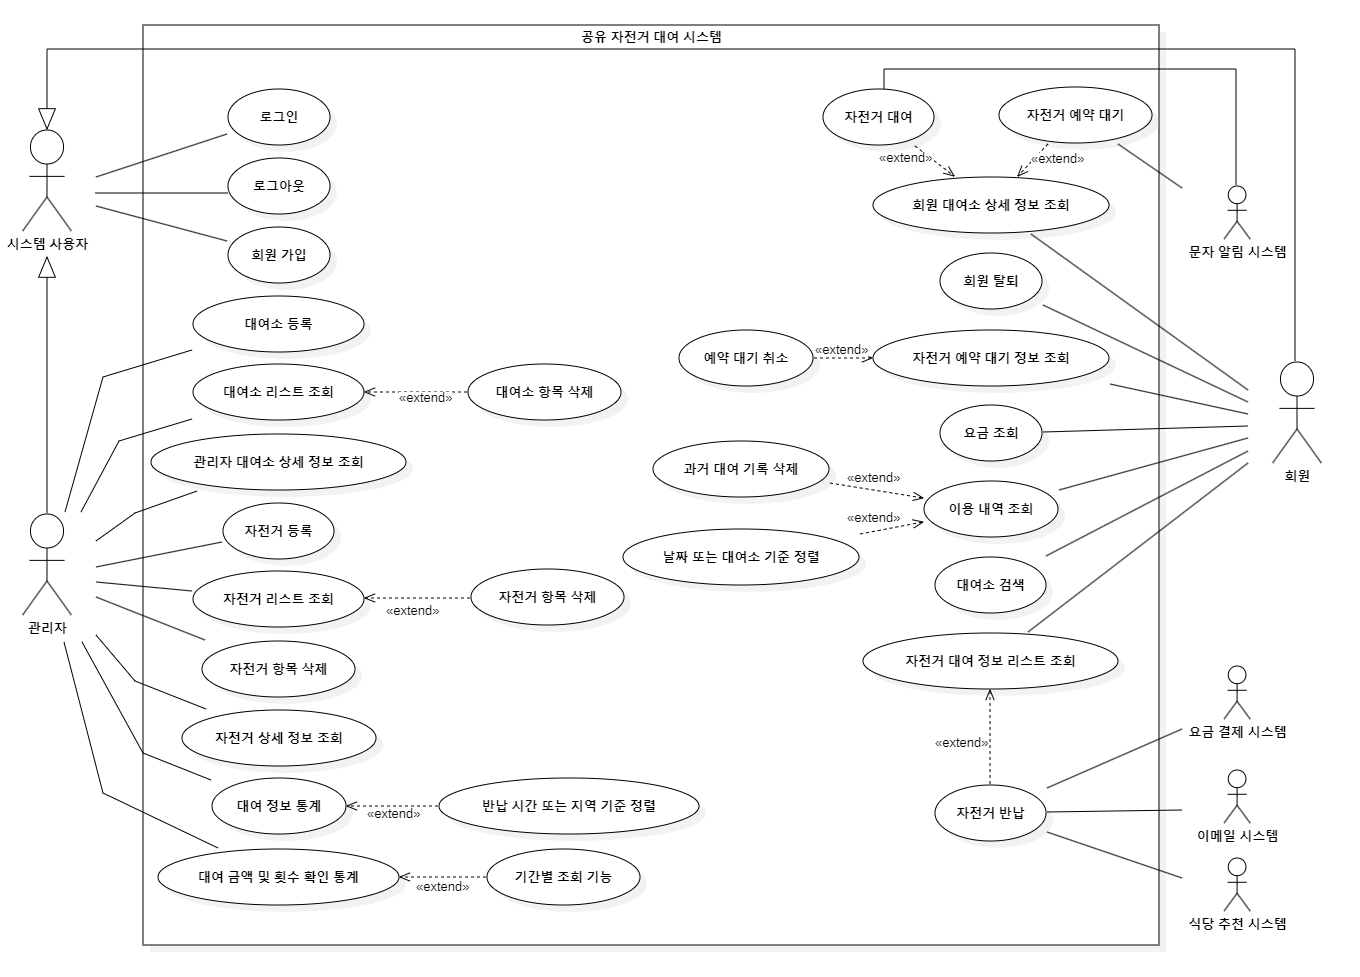 공유 자전거 대여 시스템
로그인
자전거 대여
자전거 예약 대기
«extend»
«extend»
로그아웃
회원 대여소 상세 정보 조회
시스템 사용자
회원 가입
문자 알림 시스템
회원 탈퇴
대여소 등록
«extend»
예약 대기 취소
자전거 예약 대기 정보 조회
대여소 리스트 조회
«extend»
대여소 항목 삭제
요금 조회
관리자 대여소 상세 정보 조회
과거 대여 기록 삭제
«extend»
회원
이용 내역 조회
«extend»
자전거 등록
날짜 또는 대여소 기준 정렬
대여소 검색
자전거 리스트 조회
«extend»
자전거 항목 삭제
관리자
자전거 항목 삭제
자전거 대여 정보 리스트 조회
자전거 상세 정보 조회
«extend»
요금 결제 시스템
대여 정보 통계
«extend»
반납 시간 또는 지역 기준 정렬
자전거 반납
이메일 시스템
대여 금액 및 횟수 확인 통계
«extend»
기간별 조회 기능
식당 추천 시스템